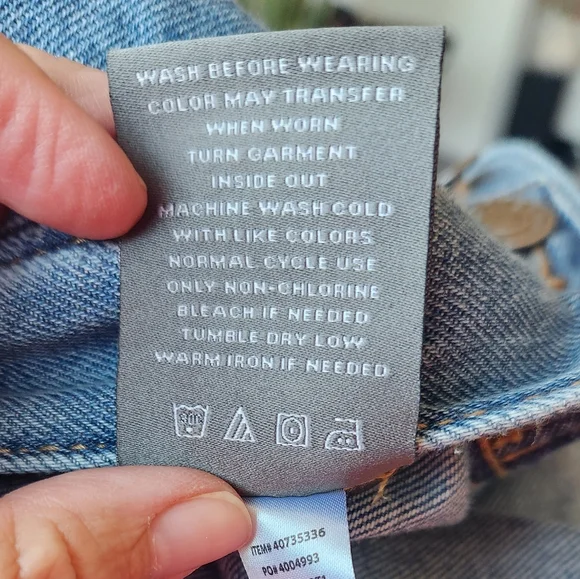 WASH BEFORE WEARING
COLOR MAY TRANSFER
WHEN WORN
TURN GARMENT
INSIDE OUT
MACHINE WASH COLD
WITH LIKE COLORS
NORMAL CYCLE USE
ONLY NON-CHLORINE
BLEACH IF NEEDED
TUMBLE DRY LOW
WARM IRON IF NEEDED
ITEM# 40735336
PO# 4004993